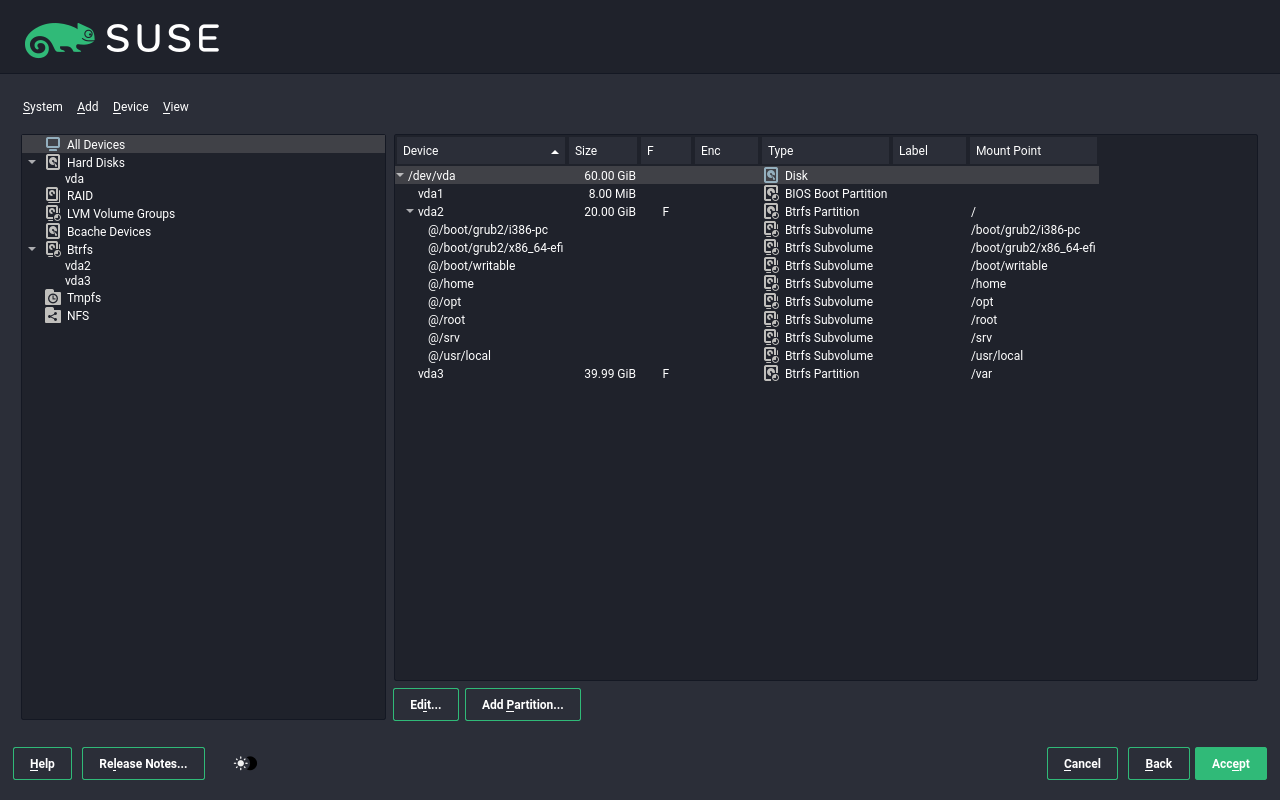 SUSE
System Add Device View
All Devices
Hard Disks
vda
RAID
LVM Volume Groups
Bcache Devices
Btrfs
vda2
vda3
Tmpfs
NFS
Device Size F Enc Type Label Mount Point
/dev/vda 60.00 GiB Disk
vda1 8.00 MiB BIOS Boot Partition
vda2 20.00 GiB F Btrfs Partition /
@/boot/grub2/i386-pc Btrfs Subvolume /boot/grub2/i386-pc
@/boot/grub2/x86_64-efi Btrfs Subvolume /boot/grub2/x86_64-efi
@/boot/writable Btrfs Subvolume /boot/writable
@/home Btrfs Subvolume /home
@/opt Btrfs Subvolume /opt
@/root Btrfs Subvolume /root
@/srv Btrfs Subvolume /srv
@/usr/local Btrfs Subvolume /usr/local
vda3 39.99 GiB F Btrfs Partition /var
Edit... Add Partition...
Help Release Notes... Cancel Back Accept